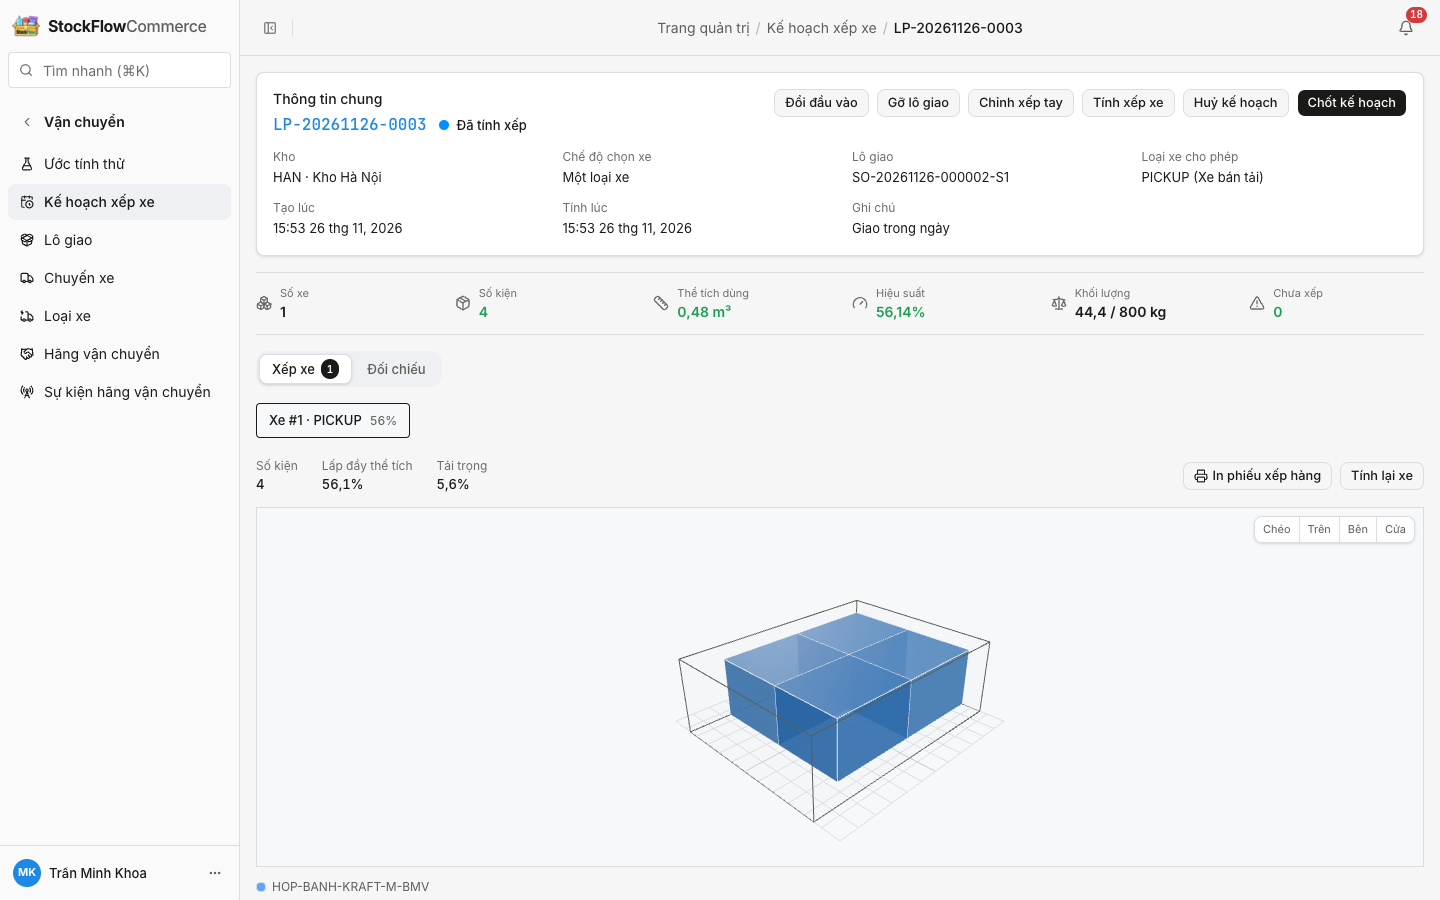 StockFlowCommerce
Tìm nhanh (⌘K)
Vận chuyển
Ước tính thử
Kế hoạch xếp xe
Lô giao
Chuyến xe
Loại xe
Hãng vận chuyển
Sự kiện hãng vận chuyển
MK Trần Minh Khoa
Trang quản trị / Kế hoạch xếp xe / LP-20261126-0003
18
Thông tin chung
LP-20261126-0003 Đã tính xếp
Đổi đầu vào Gỡ lô giao Chỉnh xếp tay Tính xếp xe Huỷ kế hoạch Chốt kế hoạch
Kho Chế độ chọn xe Lô giao Loại xe cho phép
HAN · Kho Hà Nội Một loại xe SO-20261126-000002-S1 PICKUP (Xe bán tải)
Tạo lúc Tính lúc Ghi chú
15:53 26 thg 11, 2026 15:53 26 thg 11, 2026 Giao trong ngày
Số xe Số kiện Thể tích dùng Hiệu suất Khối lượng Chưa xếp
1 4 0,48 m³ 56,14% 44,4 / 800 kg 0
Xếp xe 1 Đối chiếu
Xe #1 · PICKUP 56%
Số kiện Lấp đầy thể tích Tải trọng
4 56,1% 5,6%
In phiếu xếp hàng Tính lại xe
Chéo Trên Bên Cửa
HOP-BANH-KRAFT-M-BMV